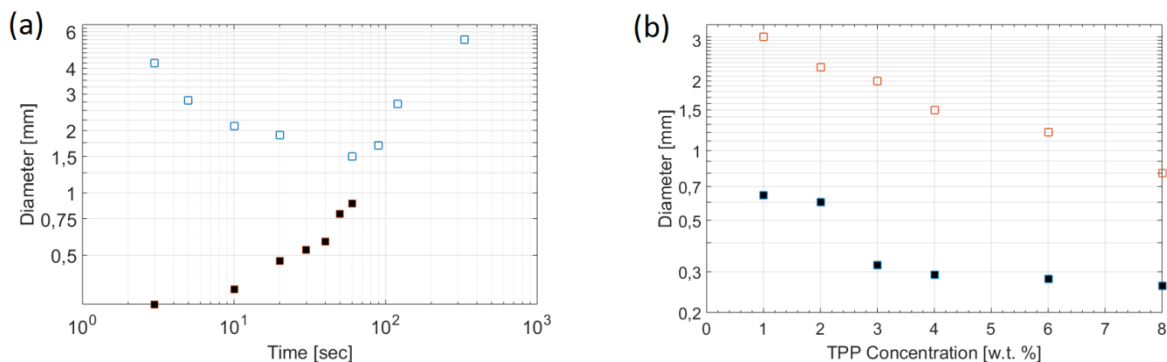 (a)
6
4
3
2
1,5
1
0,75
0,5
10^0
10^1
10^2
10^3
Diameter [mm]
Time [sec]
(b)
3
2
1,5
1
0,7
0,5
0,3
0,2
0 1 2 3 4 5 6 7 8
Diameter [mm]
TPP Concentration [w.t. %]